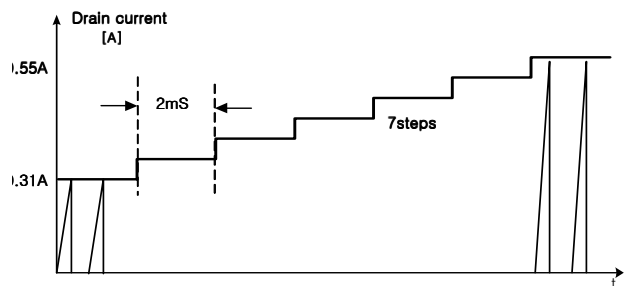 Drain current
[A]
.55A
2mS
7steps
.31A
t